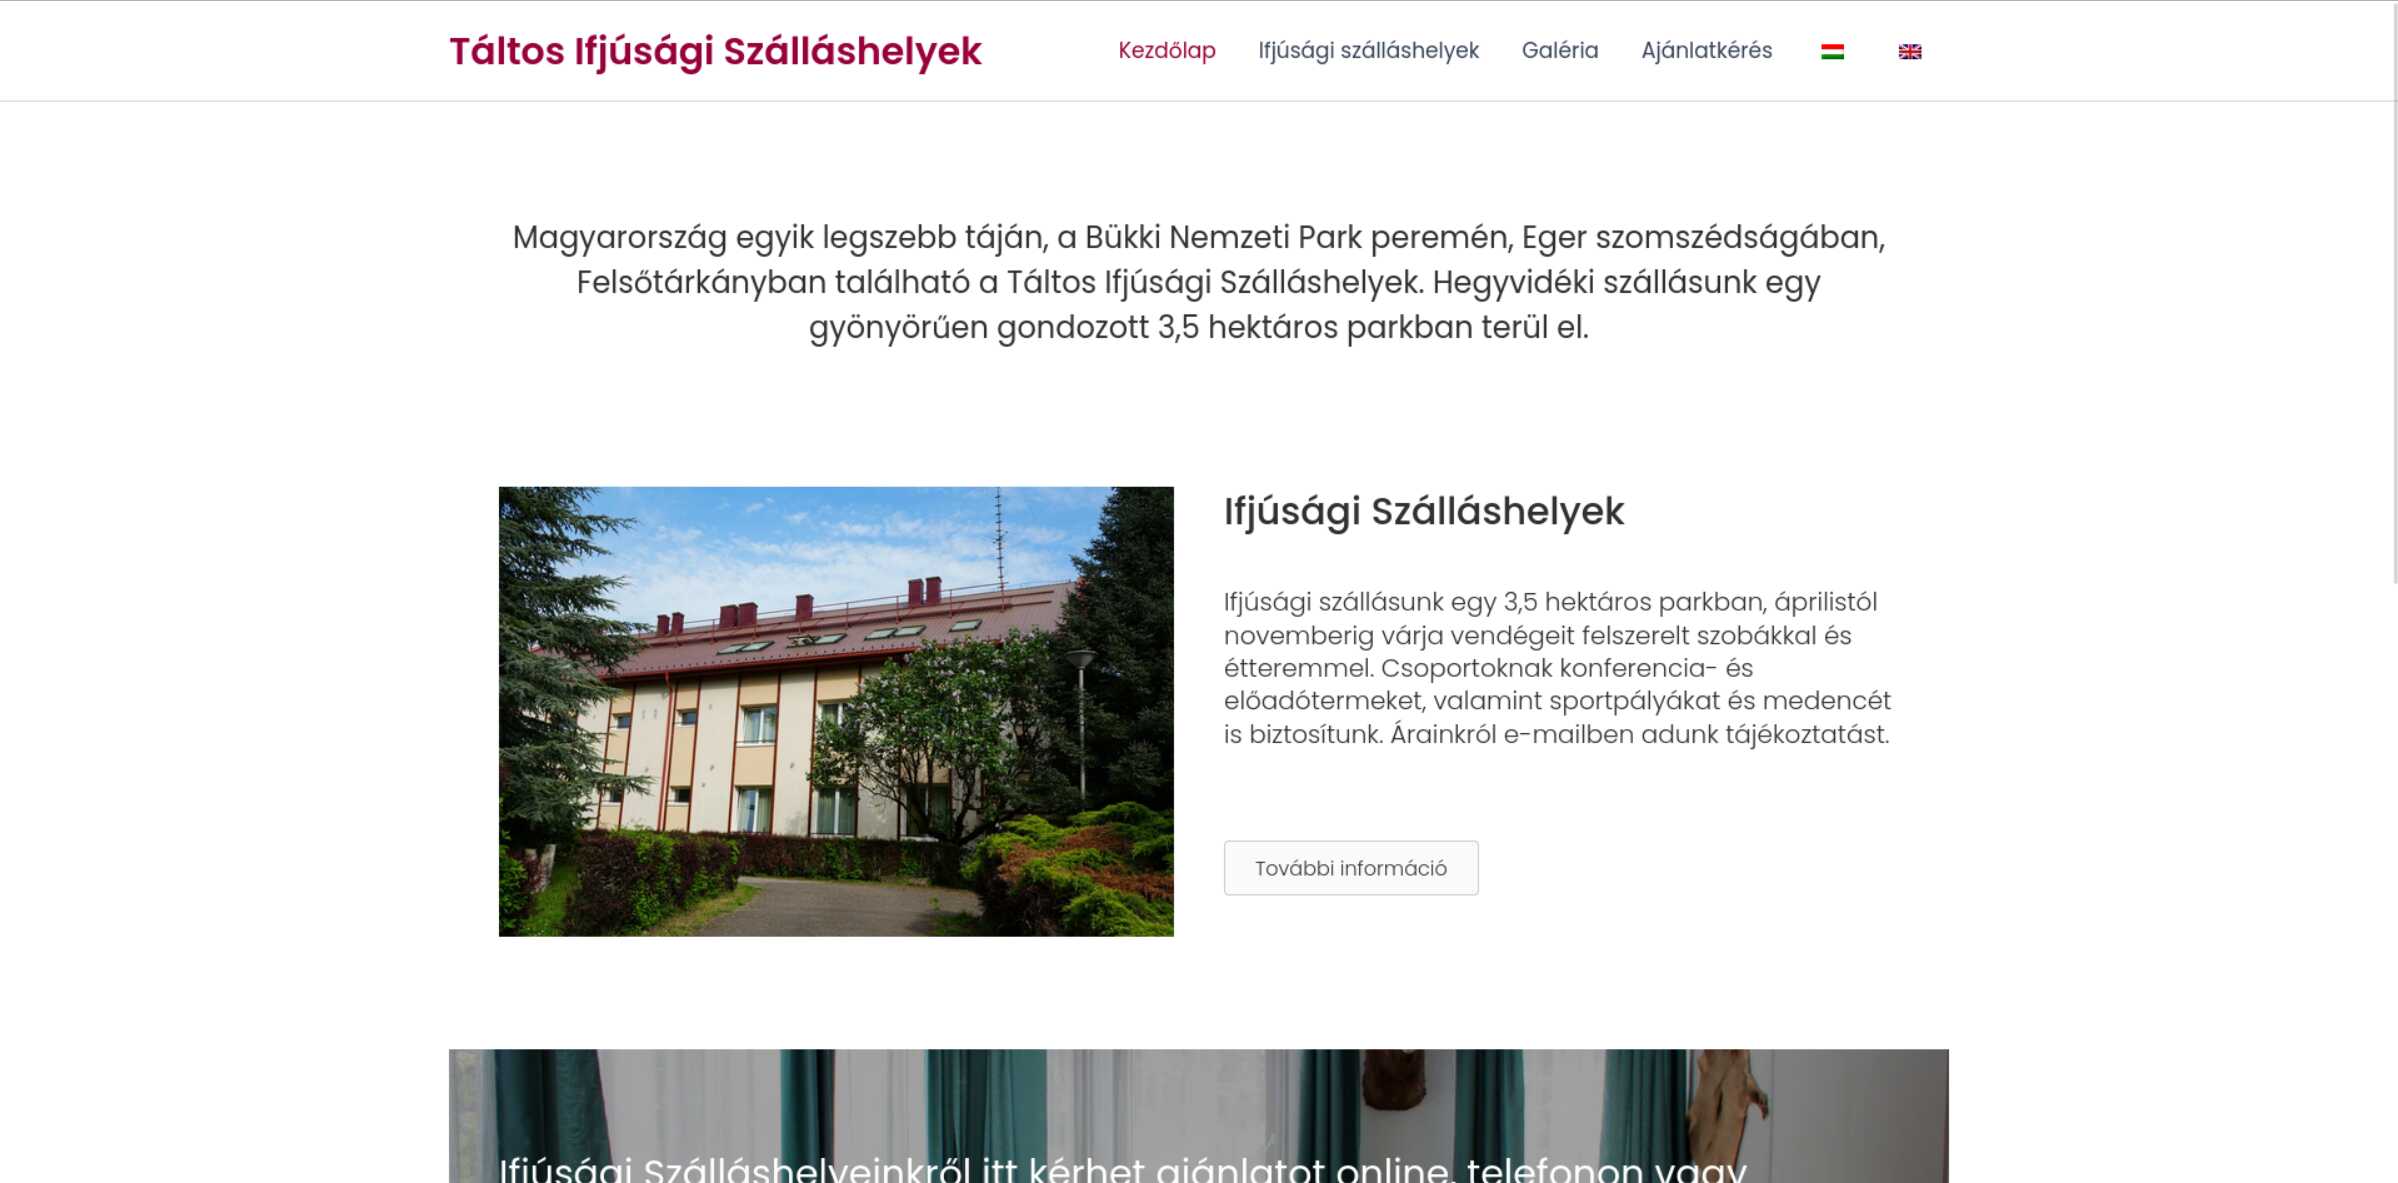 Táltos Ifjúsági Szálláshelyek
Kezdőlap
Ifjúsági szálláshelyek
Galéria
Ajánlatkérés
Magyarország egyik legszebb táján, a Bükki Nemzeti Park peremén, Eger szomszédságában,
Felsőtárkányban található a Táltos Ifjúsági Szálláshelyek. Hegyvidéki szállásunk egy
gyönyörűen gondozott 3,5 hektáros parkban terül el.
Ifjúsági Szálláshelyek
Ifjúsági szállásunk egy 3,5 hektáros parkban, áprilistól
novemberig várja vendégeit felszerelt szobákkal és
étteremmel. Csoportoknak konferencia- és
előadótermeket, valamint sportpályákat és medencét
is biztosítunk. Árainkról e-mailben adunk tájékoztatást.
További információ
Ifjúsági Szálláshelyeinkről itt kérhet ajánlatot online, telefonon vagy